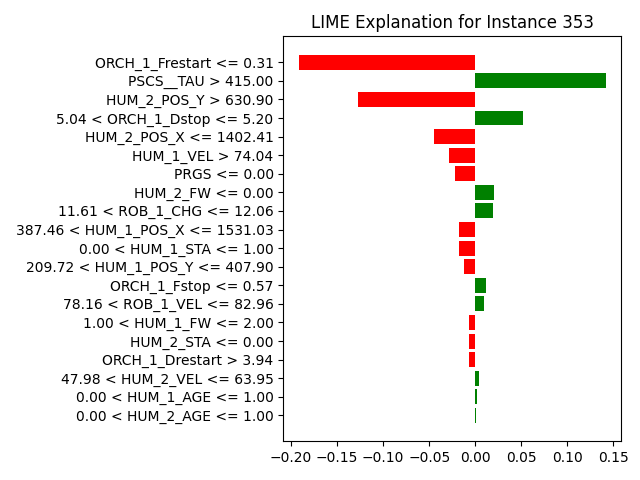 LIME Explanation for Instance 353
ORCH_1_Frestart <= 0.31
PSCS__TAU > 415.00
HUM_2_POS_Y > 630.90
5.04 < ORCH_1_Dstop <= 5.20
HUM_2_POS_X <= 1402.41
HUM_1_VEL > 74.04
PRGS <= 0.00
HUM_2_FW <= 0.00
11.61 < ROB_1_CHG <= 12.06
387.46 < HUM_1_POS_X <= 1531.03
0.00 < HUM_1_STA <= 1.00
209.72 < HUM_1_POS_Y <= 407.90
ORCH_1_Fstop <= 0.57
78.16 < ROB_1_VEL <= 82.96
1.00 < HUM_1_FW <= 2.00
HUM_2_STA <= 0.00
ORCH_1_Drestart > 3.94
47.98 < HUM_2_VEL <= 63.95
0.00 < HUM_1_AGE <= 1.00
0.00 < HUM_2_AGE <= 1.00
−0.20 −0.15 −0.10 −0.05 0.00 0.05 0.10 0.15